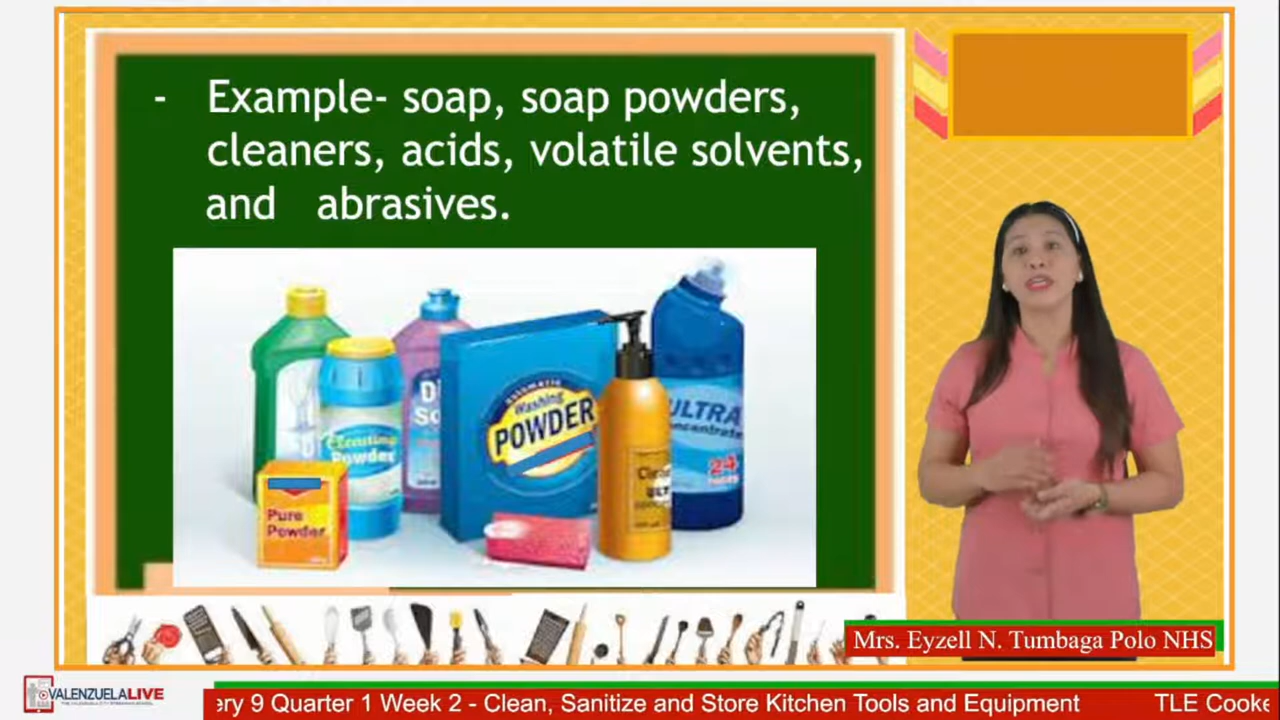 - Example- soap, soap powders,
cleaners, acids, volatile solvents,
and abrasives.
Cleaning
Powder
Washing
POWDER
ULTRA
24
Pure
Powder
Mrs. Eyzell N. Tumbaga Polo NHS
VALENZUELALIVE
ery 9 Quarter 1 Week 2 - Clean, Sanitize and Store Kitchen Tools and Equipment TLE Cooke